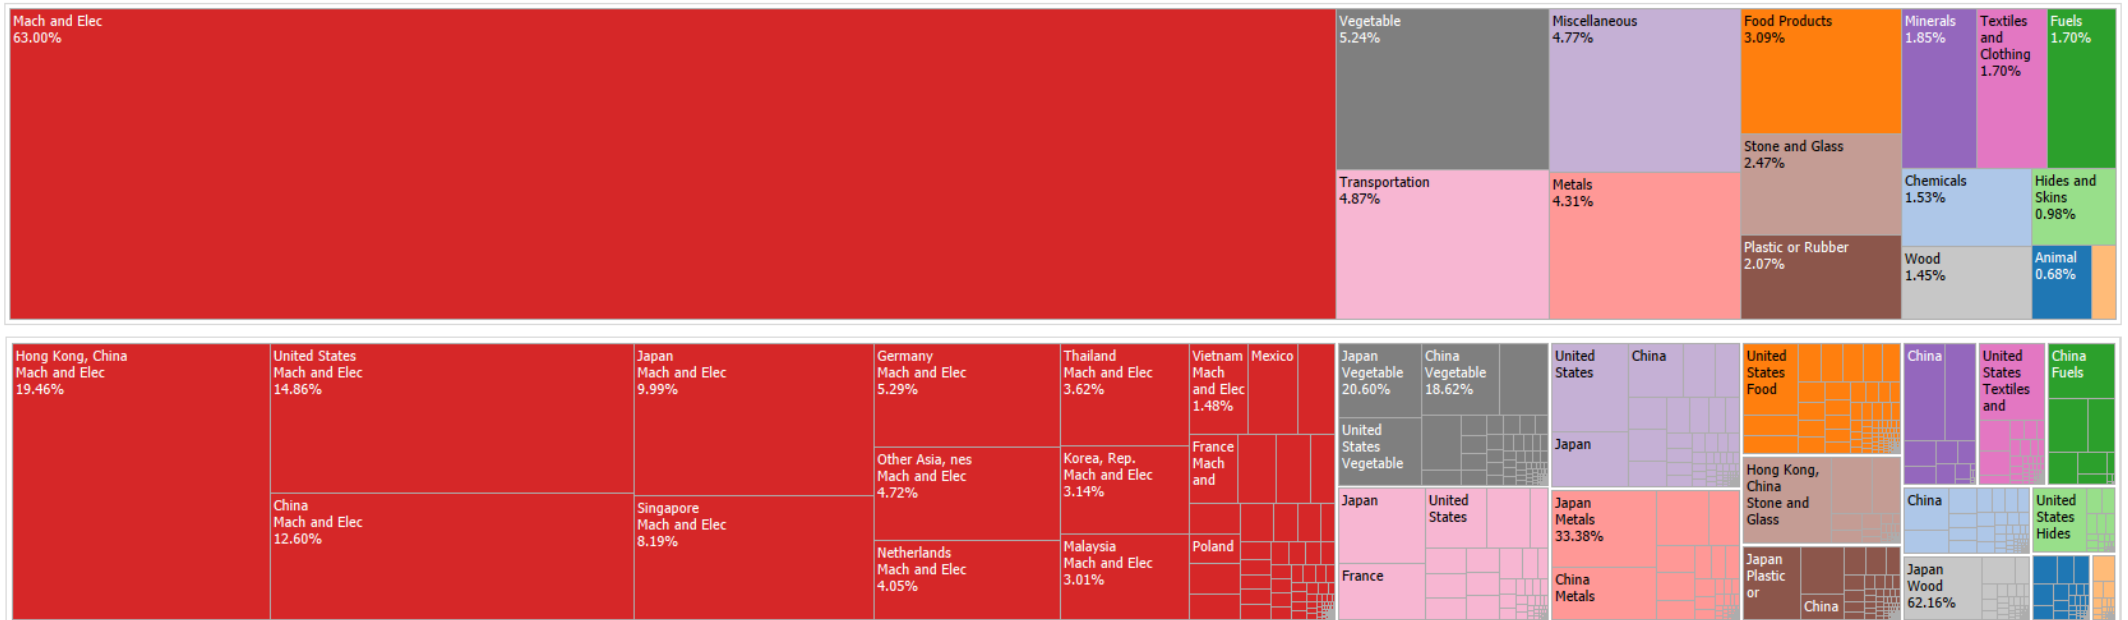 Mach and Elec
63.00%
Vegetable
5.24%
Transportation
4.87%
Miscellaneous
4.77%
Metals
4.31%
Food Products
3.09%
Stone and Glass
2.47%
Plastic or Rubber
2.07%
Minerals
1.85%
Textiles
and
Clothing
1.70%
Fuels
1.70%
Chemicals
1.53%
Hides and
Skins
0.98%
Wood
1.45%
Animal
0.68%
Hong Kong, China
Mach and Elec
19.46%
United States
Mach and Elec
14.86%
China
Mach and Elec
12.60%
Japan
Mach and Elec
9.99%
Singapore
Mach and Elec
8.19%
Germany
Mach and Elec
5.29%
Other Asia, nes
Mach and Elec
4.72%
Netherlands
Mach and Elec
4.05%
Thailand
Mach and Elec
3.62%
Korea, Rep.
Mach and Elec
3.14%
Malaysia
Mach and Elec
3.01%
Vietnam
Mach
and Elec
1.48%
Mexico
France
Mach
and
Poland
Japan
Vegetable
20.60%
China
Vegetable
18.62%
United
States
Vegetable
Japan
United
States
France
United
States
China
Japan
Japan
Metals
33.38%
China
Metals
United
States
Food
Hong Kong,
China
Stone and
Glass
Japan
Plastic
or
China
China
United
States
Textiles
and
China
Fuels
China
United
States
Hides
Japan
Wood
62.16%